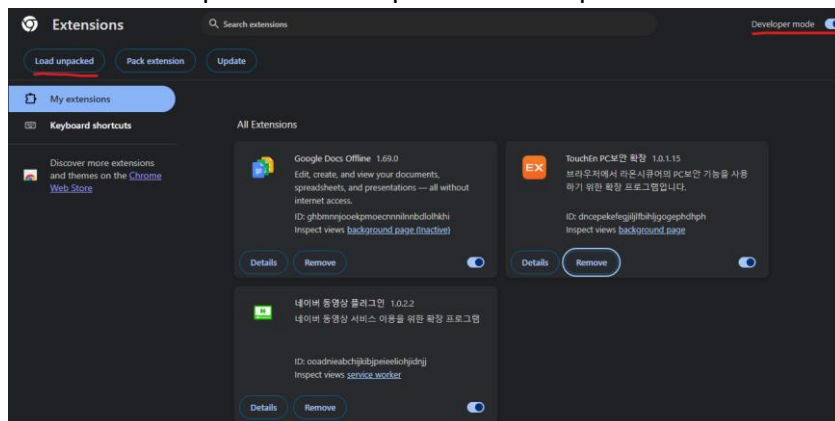 Extensions
Search extensions
Developer mode
Load unpacked
Pack extension
Update
My extensions
Keyboard shortcuts
Discover more extensions
and themes on the Chrome
Web Store
All Extensions
Google Docs Offline 1.69.0
Edit, create, and view your documents,
spreadsheets, and presentations — all without
internet access.
ID: ghbmnnjooekpmoecnnnilnnbdlolhkhi
Inspect views background page (Inactive)
Details
Remove
EX
TouchEn PC보안 확장 1.0.1.15
브라우저에서 라온시큐어의 PC보안 기능을 사용
하기 위한 확장 프로그램입니다.
ID: dncepekefegjiljlfbihljgogephdhph
Inspect views background page
Details
Remove
네이버 동영상 플러그인 1.0.2.2
네이버 동영상 서비스 이용을 위한 확장 프로그램
ID: ooadnieabchijkibjpeieeliohjidnjj
Inspect views service worker
Details
Remove